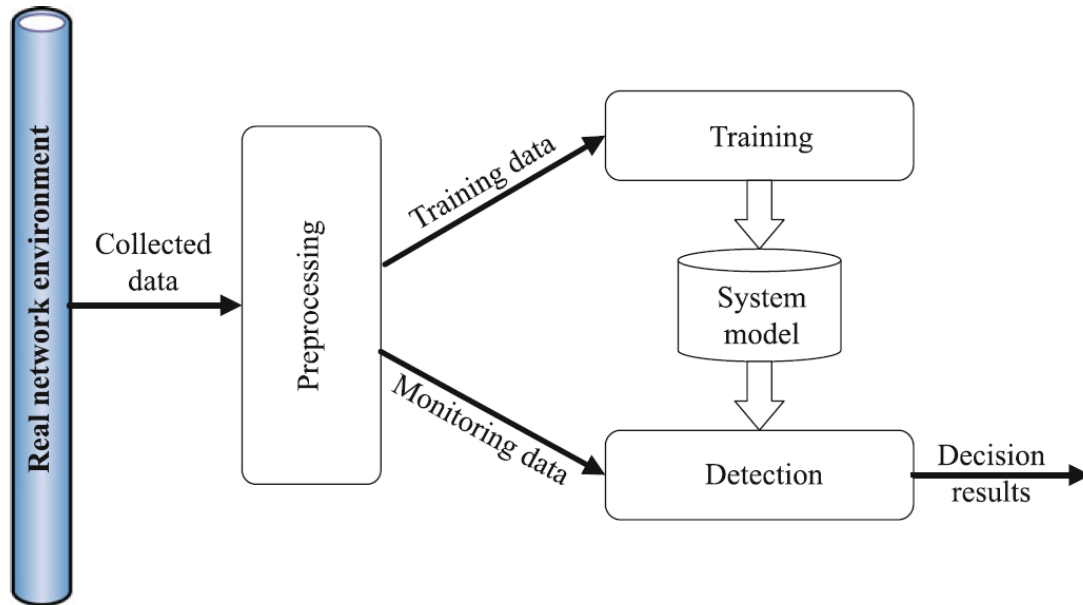 Real network environment
Collected
data
Preprocessing
Training data
Monitoring data
Training
System
model
Detection
Decision
results